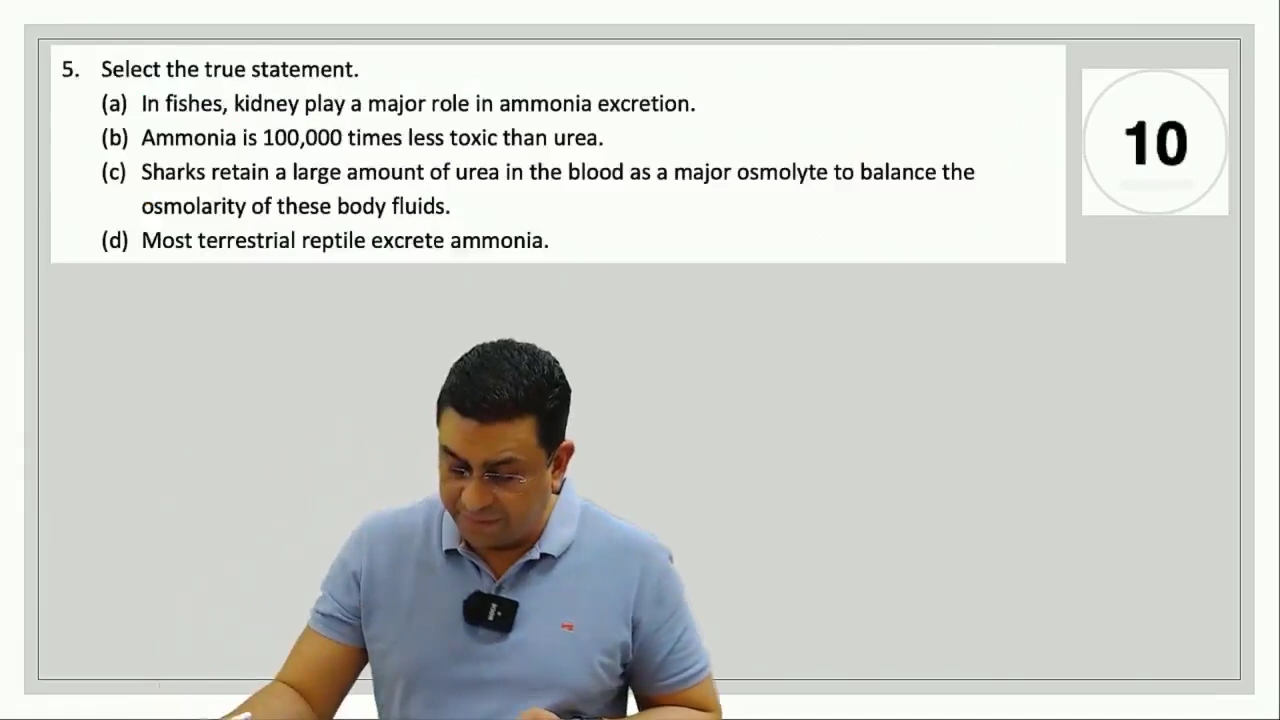 5. Select the true statement.
(a) In fishes, kidney play a major role in ammonia excretion.
(b) Ammonia is 100,000 times less toxic than urea.
(c) Sharks retain a large amount of urea in the blood as a major osmolyte to balance the
osmolarity of these body fluids.
(d) Most terrestrial reptile excrete ammonia.
10